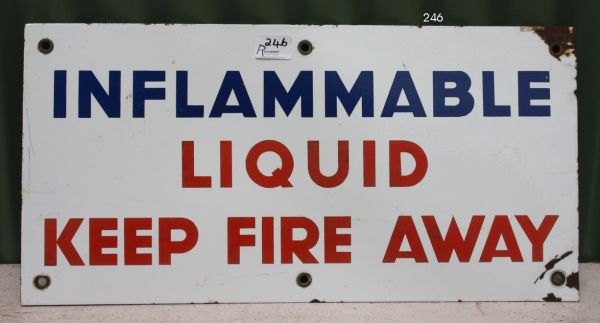 246
246
INFLAMMABLE
LIQUID
KEEP FIRE AWAY